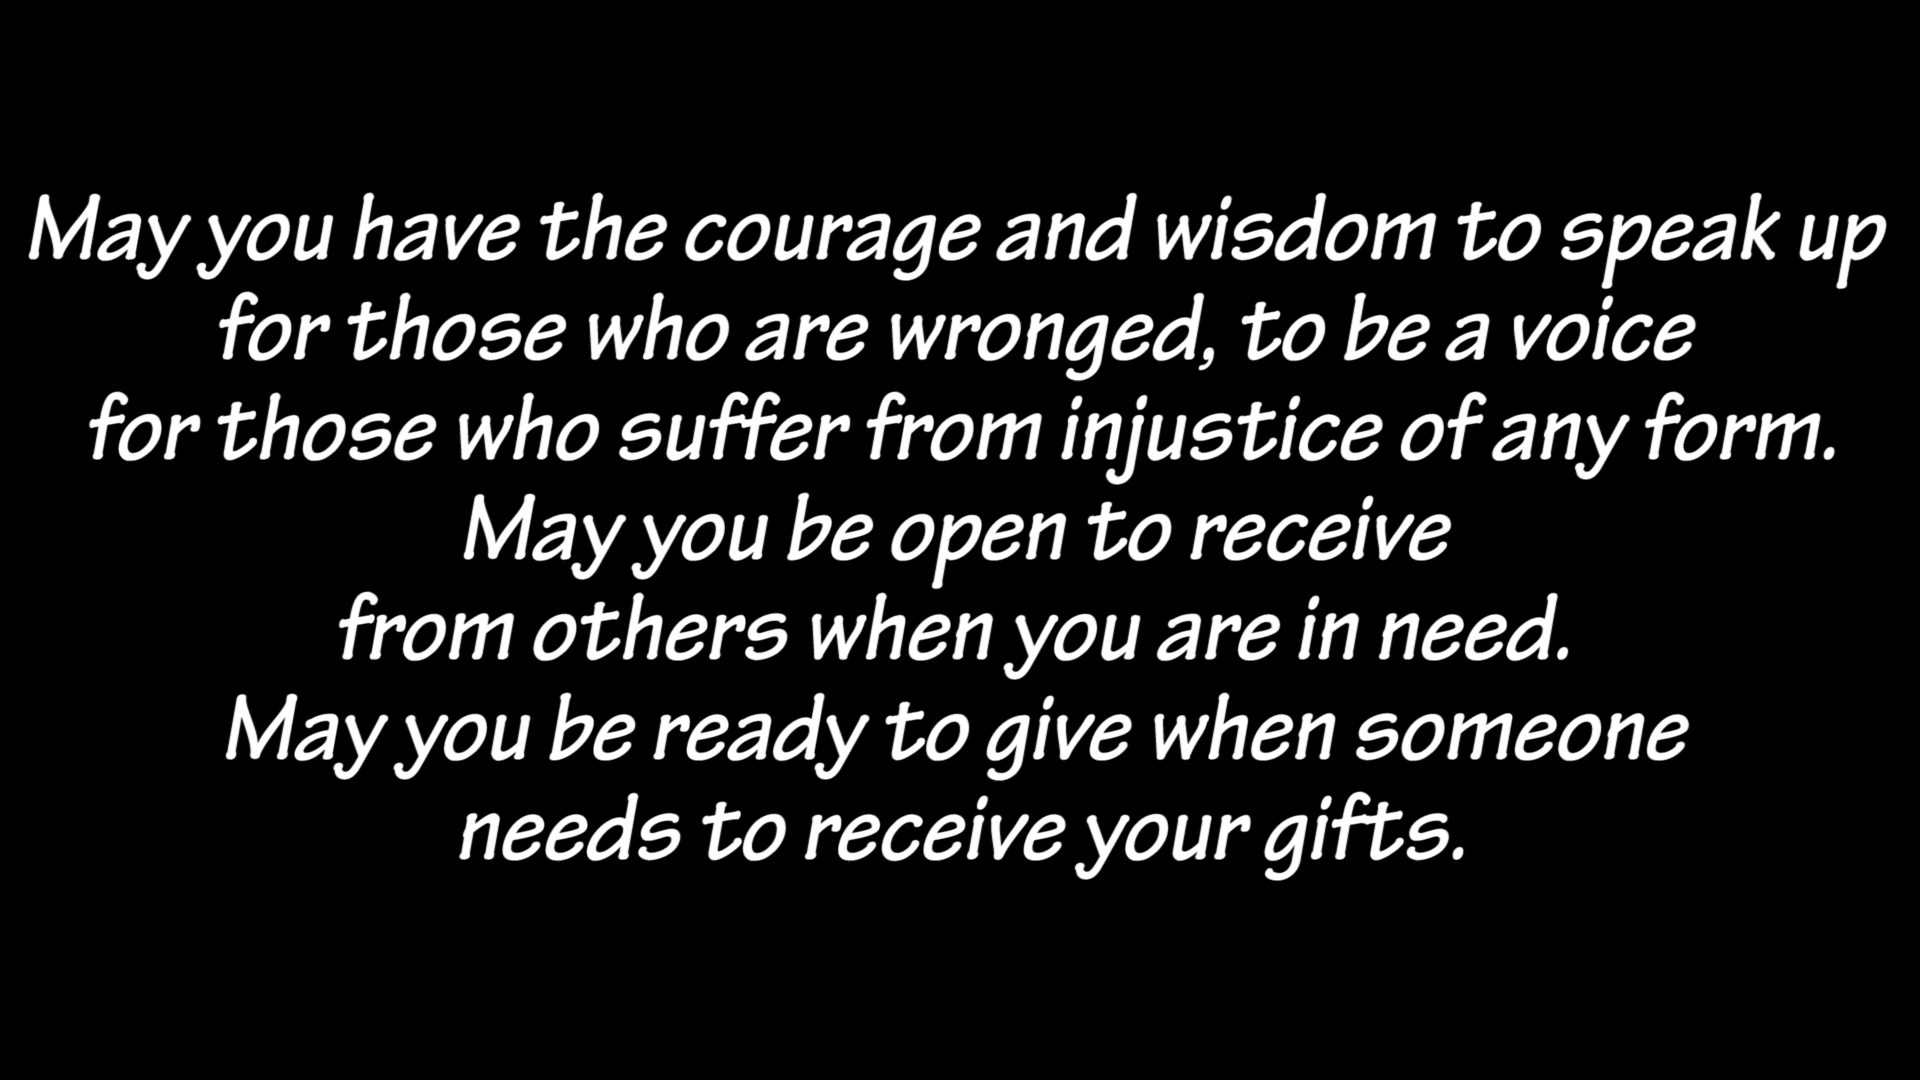 May you have the courage and wisdom to speak up
for those who are wronged, to be a voice
for those who suffer from injustice of any form.
May you be open to receive
from others when you are in need.
May you be ready to give when someone
needs to receive your gifts.